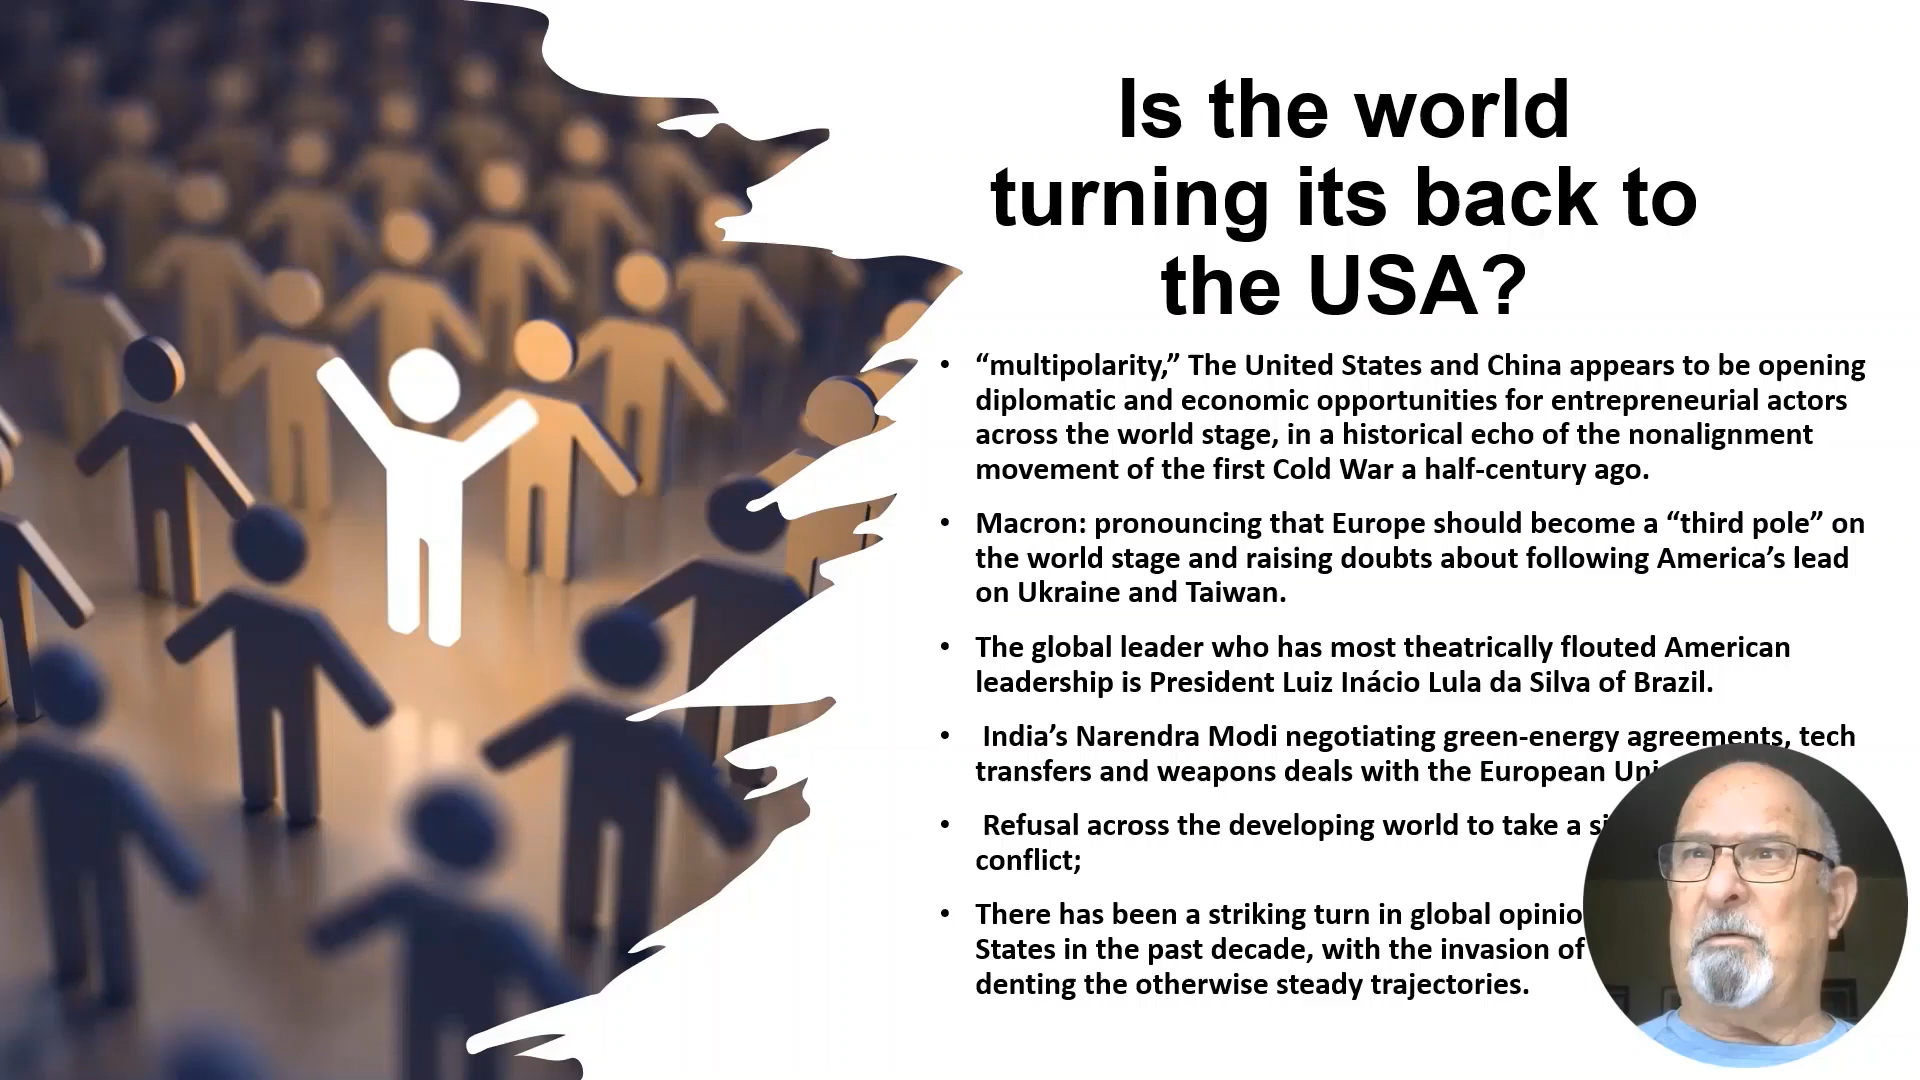 Is the world
turning its back to
the USA?
• “multipolarity,” The United States and China appears to be opening
diplomatic and economic opportunities for entrepreneurial actors
across the world stage, in a historical echo of the nonalignment
movement of the first Cold War a half-century ago.
• Macron: pronouncing that Europe should become a “third pole” on
the world stage and raising doubts about following America’s lead
on Ukraine and Taiwan.
• The global leader who has most theatrically flouted American
leadership is President Luiz Inácio Lula da Silva of Brazil.
• India’s Narendra Modi negotiating green-energy agreements, tech
transfers and weapons deals with the European
• Refusal across the developing world to take a
conflict;
• There has been a striking turn in global
States in the past decade, with the invasion of
denting the otherwise steady trajectories.